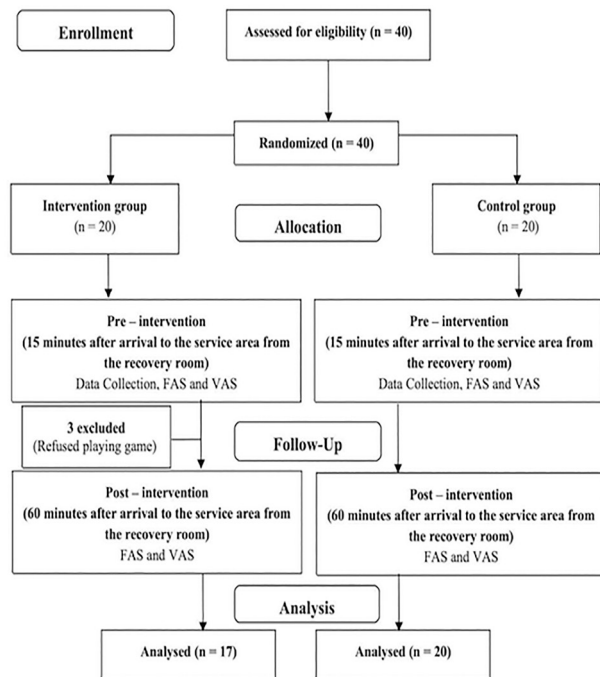 Enrollment
Assessed for eligibility (n = 40)
Randomized (n = 40)
Intervention group
(n = 20)
Allocation
Control group
(n = 20)
Pre – intervention
(15 minutes after arrival to the service area from
the recovery room)
Data Collection, FAS and VAS
Pre – intervention
(15 minutes after arrival to the service area from
the recovery room)
Data Collection, FAS and VAS
3 excluded
(Refused playing game)
Follow-Up
Post – intervention
(60 minutes after arrival to the service area from
the recovery room)
FAS and VAS
Post – intervention
(60 minutes after arrival to the service area from
the recovery room)
FAS and VAS
Analysis
Analysed (n = 17)
Analysed (n = 20)